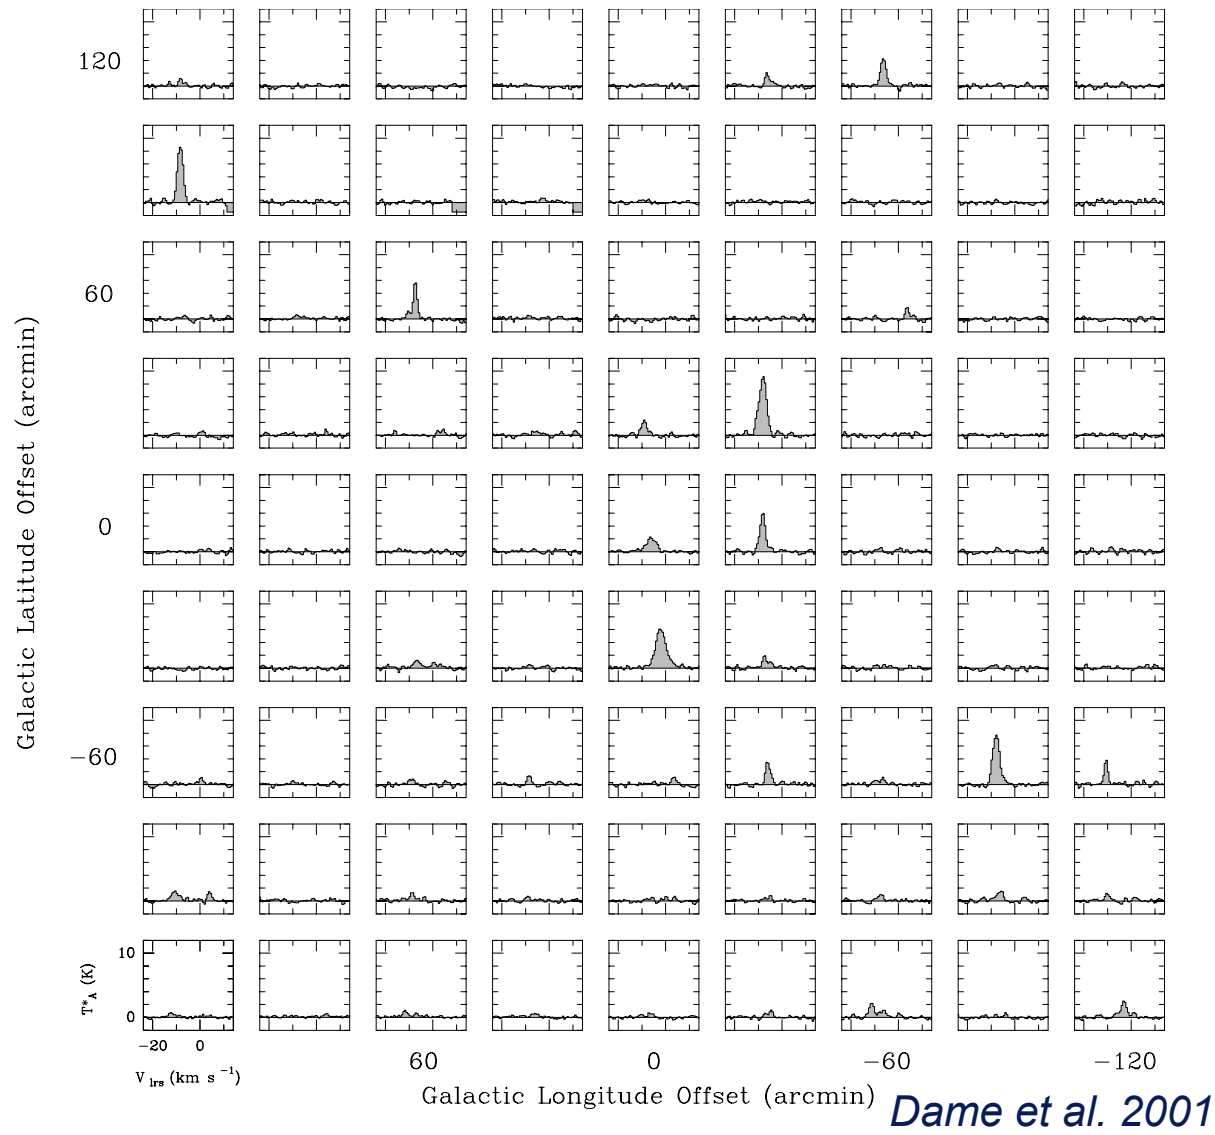 120
60
Galactic Latitude Offset (arcmin)
0
−60
10
0
T*A (K)
−20 0
V lrs (km s −1)
60 0 −60 −120
Galactic Longitude Offset (arcmin)
Dame et al. 2001